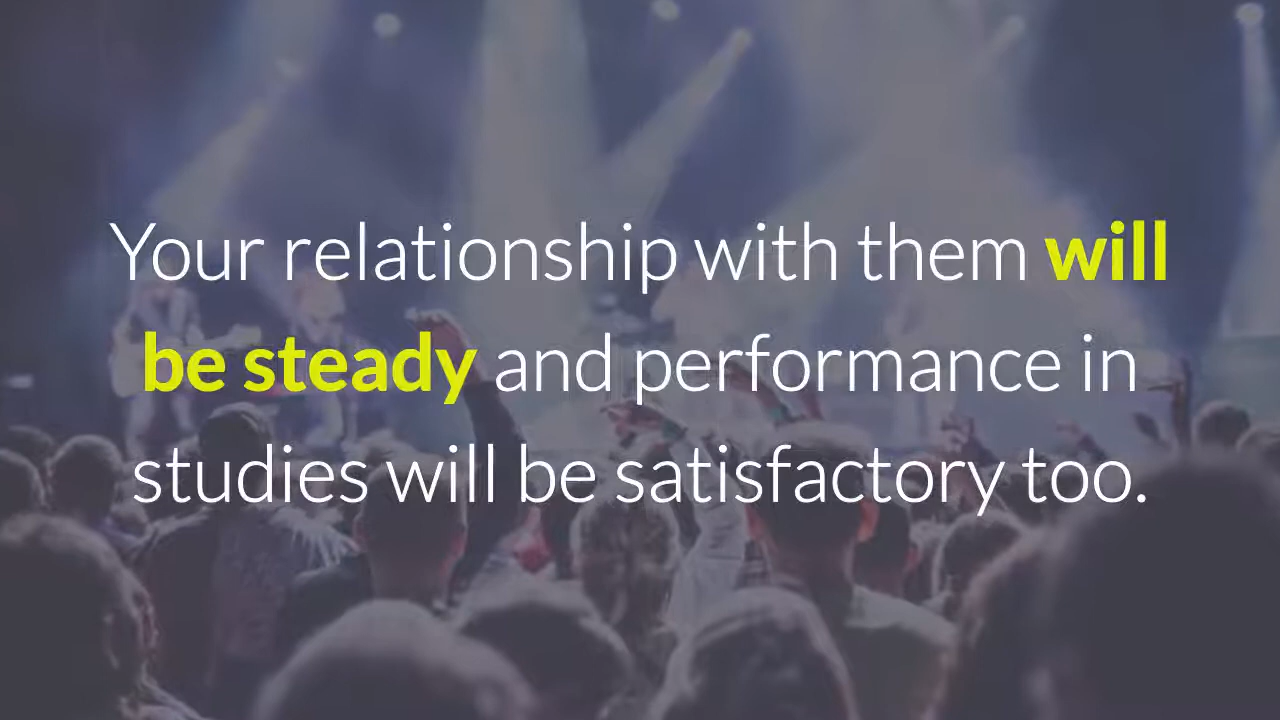 Your relationship with them will
be steady and performance in
studies will be satisfactory too.